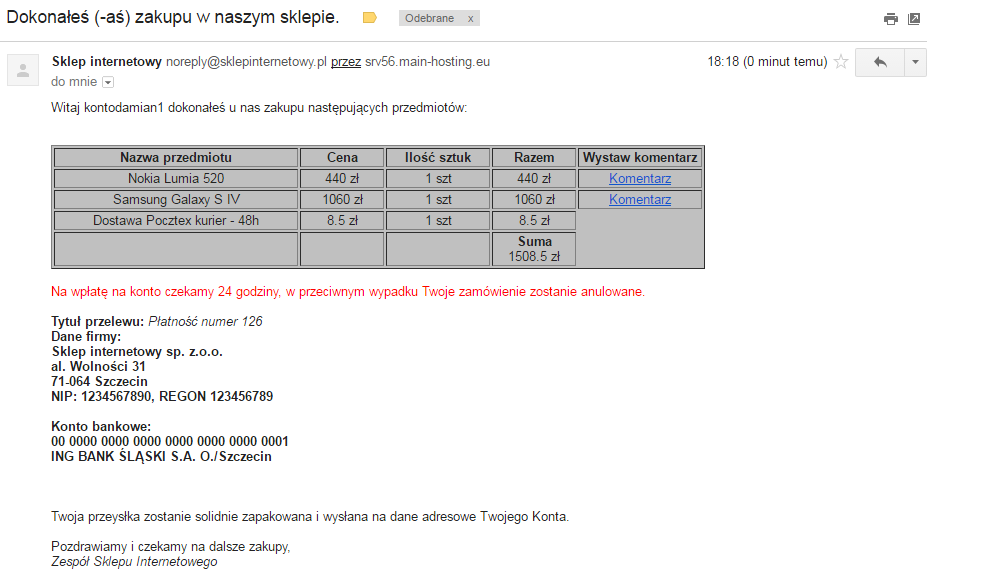 Dokonałeś (-aś) zakupu w naszym sklepie. Odebrane x
Sklep internetowy noreply@sklepinternetowy.pl przez srv56.main-hosting.eu 18:18 (0 minut temu)
do mnie
Witaj kontodamian1 dokonałeś u nas zakupu następujących przedmiotów:
Nazwa przedmiotu Cena Ilość sztuk Razem Wystaw komentarz
Nokia Lumia 520 440 zł 1 szt 440 zł Komentarz
Samsung Galaxy S IV 1060 zł 1 szt 1060 zł Komentarz
Dostawa Pocztex kurier - 48h 8.5 zł 1 szt 8.5 zł
Suma
1508.5 zł
Na wpłatę na konto czekamy 24 godziny, w przeciwnym wypadku Twoje zamówienie zostanie anulowane.
Tytuł przelewu: Płatność numer 126
Dane firmy:
Sklep internetowy sp. z.o.o.
al. Wolności 31
71-064 Szczecin
NIP: 1234567890, REGON 123456789
Konto bankowe:
00 0000 0000 0000 0000 0000 0000 0001
ING BANK ŚLĄSKI S.A. O./Szczecin
Twoja przeysłka zostanie solidnie zapakowana i wysłana na dane adresowe Twojego Konta.
Pozdrawiamy i czekamy na dalsze zakupy,
Zespół Sklepu Internetowego